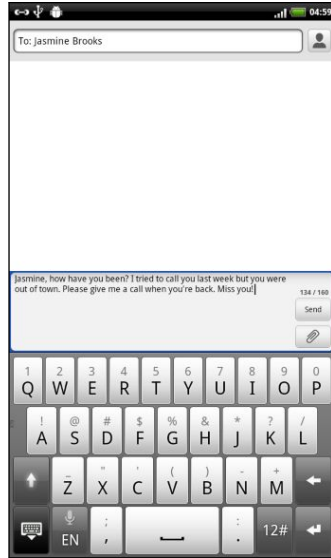 04:59
To: Jasmine Brooks
Jasmine, how have you been? I tried to call you last week but you were
out of town. Please give me a call when you're back. Miss you!
134 / 160
Send
1 2 3 4 5 6 7 8 9 0
Q W E R T Y U I O P
! @ # $ % & * ? /
A S D F G H J K L
" ' ( ) - +
Z X C V B N M
; :
EN , . 12#